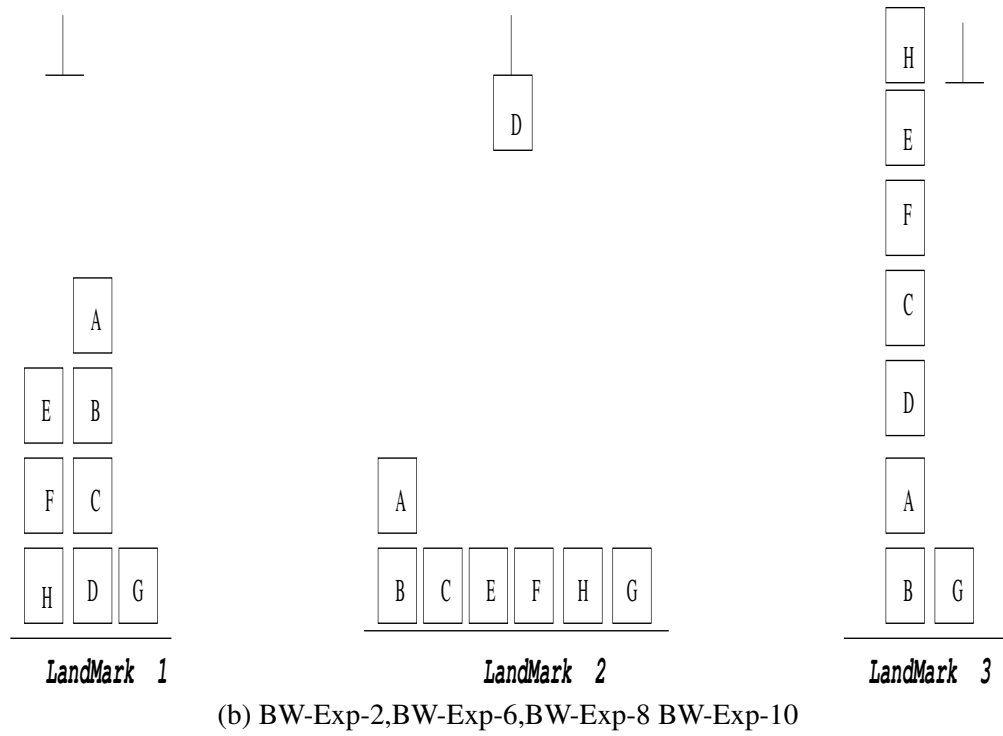 H
D
E
F
A
C
E B D
F C A A
H D G B C E F H G B G
LandMark 1 LandMark 2 LandMark 3
(b) BW-Exp-2,BW-Exp-6,BW-Exp-8 BW-Exp-10